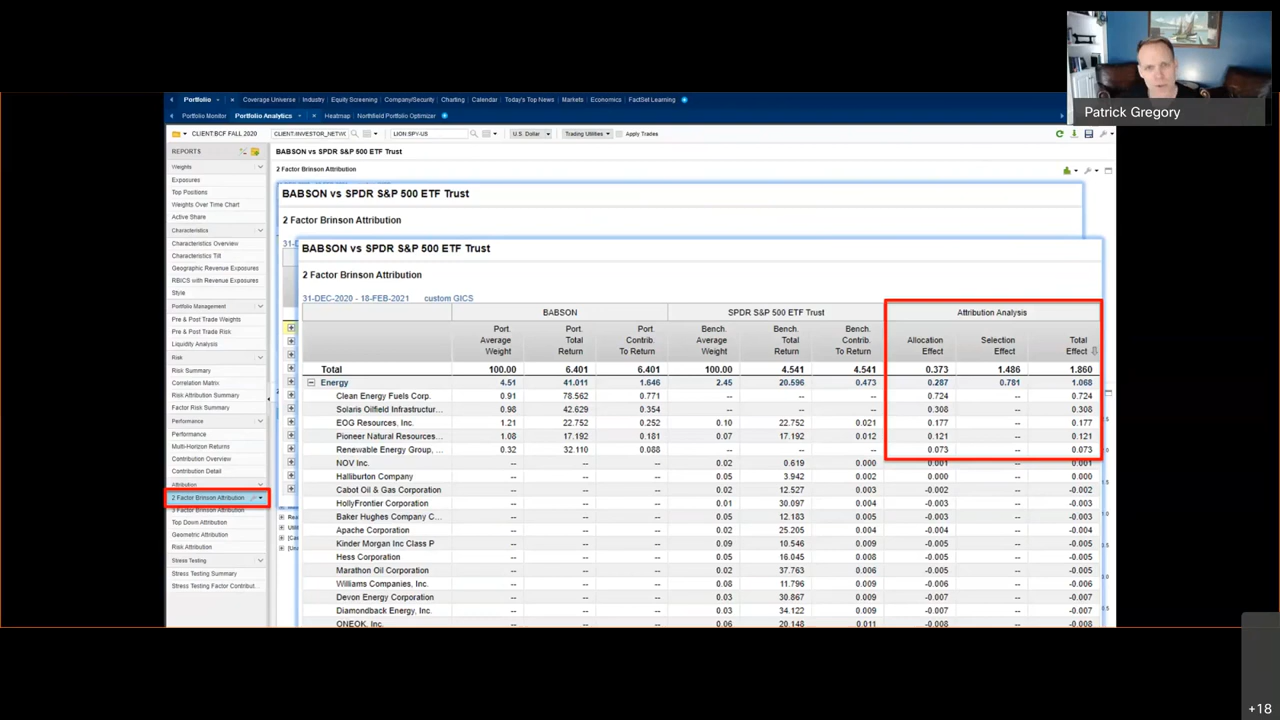 Patrick Gregory
Portfolio Coverage Universe Industry Equity Screening Company/Security Charting Calendar Today's Top News Markets Economics FactSet Learning
Portfolio Monitor Portfolio Analytics Heatmap Northfield Portfolio Optimizer
CLIENT:BCF FALL 2020 CLIENT:INVESTOR_NETWO LION:SPY-US U.S. Dollar Trading Utilities Apply Trades
REPORTS
Weights
Exposures
Top Positions
Weights Over Time Chart
Active Share
Characteristics
Characteristics Overview
Characteristics Tilt
Geographic Revenue Exposures
RBICS with Revenue Exposures
Style
Portfolio Management
Pre & Post Trade Weights
Pre & Post Trade Risk
Liquidity Analysis
Risk
Risk Summary
Correlation Matrix
Risk Attribution Summary
Factor Risk Summary
Performance
Performance
Multi-Horizon Returns
Contribution Overview
Contribution Detail
Attribution
2 Factor Brinson Attribution
3 Factor Brinson Attribution
Top Down Attribution
Geometric Attribution
Risk Attribution
Stress Testing
Stress Testing Summary
Stress Testing Factor Contribut...
BABSON vs SPDR S&P 500 ETF Trust
2 Factor Brinson Attribution
BABSON vs SPDR S&P 500 ETF Trust
2 Factor Brinson Attribution
31-D
BABSON vs SPDR S&P 500 ETF Trust
2 Factor Brinson Attribution
31-DEC-2020 - 18-FEB-2021 custom GICS
BABSON SPDR S&P 500 ETF Trust Attribution Analysis
Port. Port. Port. Bench. Bench. Bench.
Average Total Contrib. Average Total Contrib. Allocation Selection Total
Weight Return To Return Weight Return To Return Effect Effect Effect
Total 100.00 6.401 6.401 100.00 4.541 4.541 0.373 1.486 1.860
Energy 4.51 41.011 1.646 2.45 20.596 0.473 0.287 0.781 1.068
Clean Energy Fuels Corp. 0.91 78.562 0.771 -- -- -- 0.724 -- 0.724
Solaris Oilfield Infrastructur... 0.98 42.629 0.354 -- -- -- 0.308 -- 0.308
EOG Resources, Inc. 1.21 22.752 0.252 0.10 22.752 0.021 0.177 -- 0.177
Pioneer Natural Resources... 1.08 17.192 0.181 0.07 17.192 0.012 0.121 -- 0.121
Renewable Energy Group, ... 0.32 32.110 0.088 -- -- -- 0.073 -- 0.073
NOV Inc. -- -- -- 0.02 0.619 0.000 0.001 -- 0.001
Halliburton Company -- -- -- 0.05 3.942 0.000 -0.000 -- -0.000
Cabot Oil & Gas Corporation -- -- -- 0.02 12.527 0.003 -0.002 -- -0.002
HollyFrontier Corporation -- -- -- 0.01 30.097 0.002 -0.002 -- -0.002
Baker Hughes Company C... -- -- -- 0.05 12.183 0.005 -0.003 -- -0.003
Apache Corporation -- -- -- 0.02 25.205 0.004 -0.004 -- -0.004
Kinder Morgan Inc Class P -- -- -- 0.09 10.546 0.009 -0.005 -- -0.005
Hess Corporation -- -- -- 0.05 16.045 0.008 -0.005 -- -0.005
Marathon Oil Corporation -- -- -- 0.02 37.763 0.006 -0.005 -- -0.005
Williams Companies, Inc. -- -- -- 0.08 11.796 0.009 -0.006 -- -0.006
Devon Energy Corporation -- -- -- 0.03 30.867 0.009 -0.007 -- -0.007
Diamondback Energy, Inc. -- -- -- 0.03 34.122 0.009 -0.007 -- -0.007
ONEOK, Inc. -- -- -- 0.06 20.148 0.011 -0.008 -- -0.008
+18